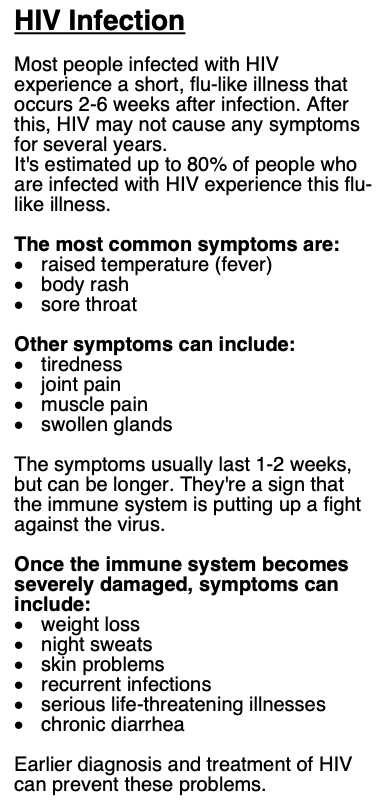 HIV Infection
Most people infected with HIV
experience a short, flu-like illness that
occurs 2-6 weeks after infection. After
this, HIV may not cause any symptoms
for several years.
It's estimated up to 80% of people who
are infected with HIV experience this flu-
like illness.
The most common symptoms are:
• raised temperature (fever)
• body rash
• sore throat
Other symptoms can include:
• tiredness
• joint pain
• muscle pain
• swollen glands
The symptoms usually last 1-2 weeks,
but can be longer. They're a sign that
the immune system is putting up a fight
against the virus.
Once the immune system becomes
severely damaged, symptoms can
include:
• weight loss
• night sweats
• skin problems
• recurrent infections
• serious life-threatening illnesses
• chronic diarrhea
Earlier diagnosis and treatment of HIV
can prevent these problems.